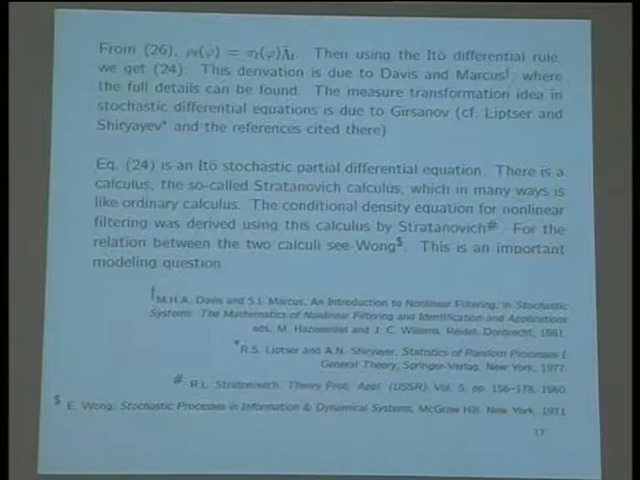 From (26), ρₜ(φ) = πₜ(φ)Λ̃ₜ. Then using the Itô differential rule,
we get (24). This derivation is due to Davis and Marcus†, where
the full details can be found. The measure transformation idea in
stochastic differential equations is due to Girsanov (cf. Liptser and
Shiryayev* and the references cited there)
Eq. (24) is an Itô stochastic partial differential equation. There is a
calculus, the so-called Stratanovich calculus, which in many ways is
like ordinary calculus. The conditional density equation for nonlinear
filtering was derived using this calculus by Stratanovich#. For the
relation between the two calculi see Wong$. This is an important
modeling question
†M.H.A. Davis and S.I. Marcus, An Introduction to Nonlinear Filtering, in Stochastic
Systems: The Mathematics of Nonlinear Filtering and Identification and Applications
eds. M. Hazewinkel and J. C. Willems, Reidel, Dordrecht, 1981.
*R.S. Liptser and A.N. Shiryayev, Statistics of Random Processes I
General Theory, Springer-Verlag, New York, 1977
# R.L. Stratonovich, Theory Prob. Appl. (USSR) Vol. 5, pp. 156-178, 1960
$ E. Wong, Stochastic Processes in Information & Dynamical Systems, McGraw Hill, New York, 1971
17